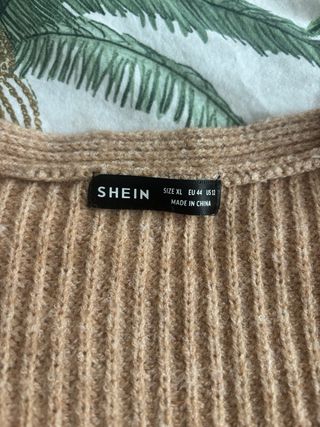 SHEIN
SIZE XL EU 44 US 12
MADE IN CHINA